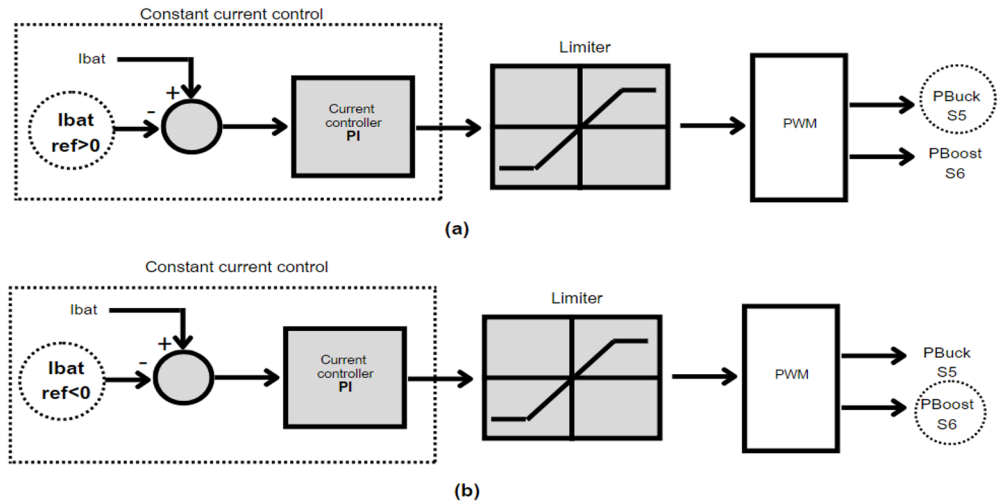 Constant current control
Ibat
+
-
Ibat
ref>0
Current
controller
PI
Limiter
PWM
PBuck
S5
PBoost
S6
(a)
Constant current control
Ibat
+
-
Ibat
ref<0
Current
controller
PI
Limiter
PWM
PBuck
S5
PBoost
S6
(b)